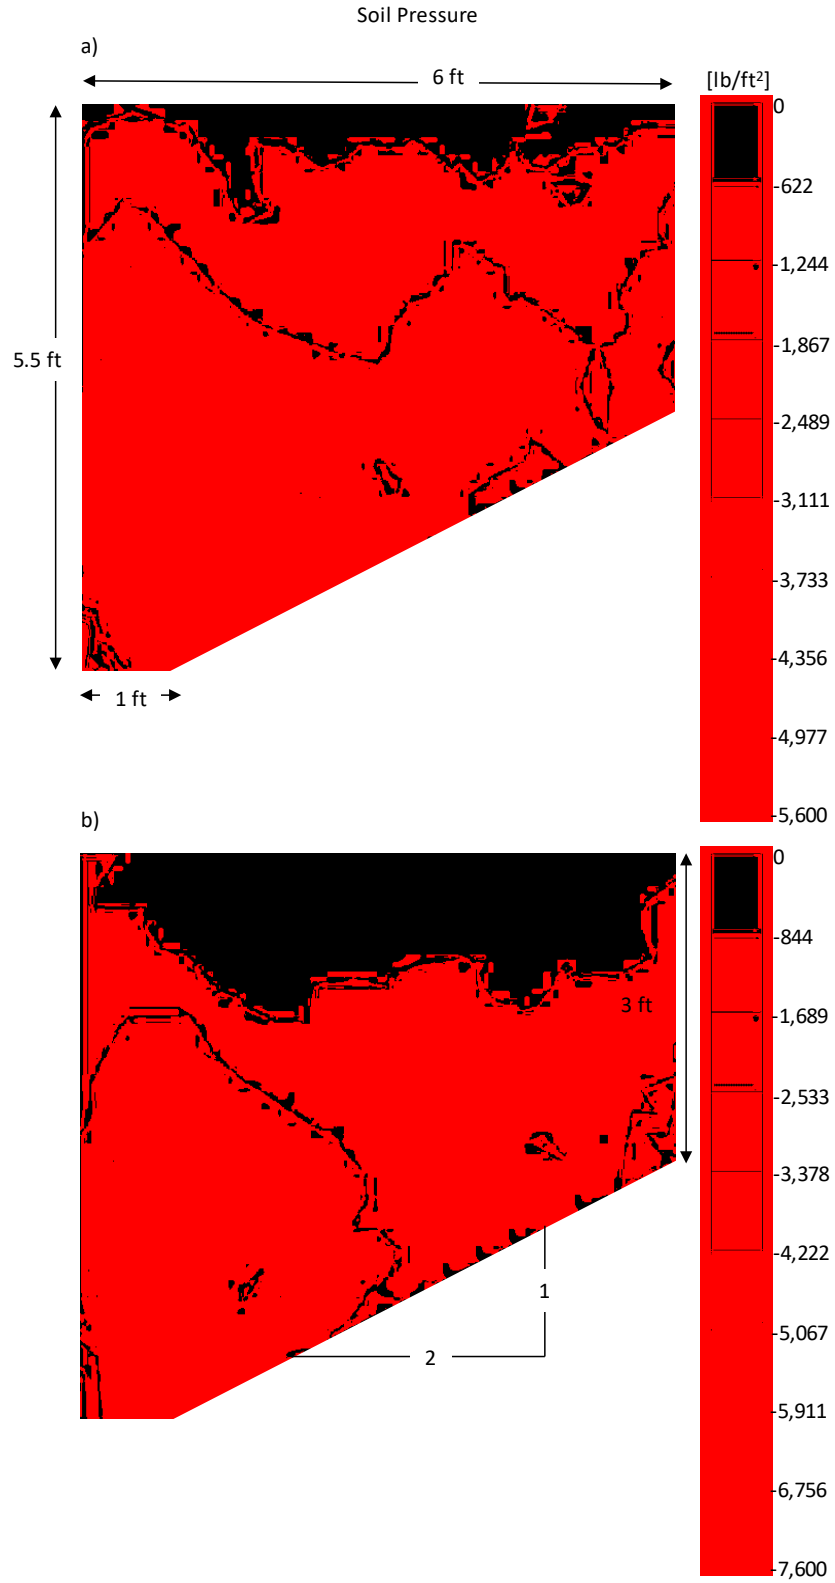 Soil Pressure
a)
6 ft
[lb/ft²]
0
-622
-1,244
-1,867
-2,489
-3,111
-3,733
-4,356
-4,977
-5,600
5.5 ft
1 ft
b)
0
-844
-1,689
-2,533
-3,378
-4,222
-5,067
-5,911
-6,756
-7,600
3 ft
1
2